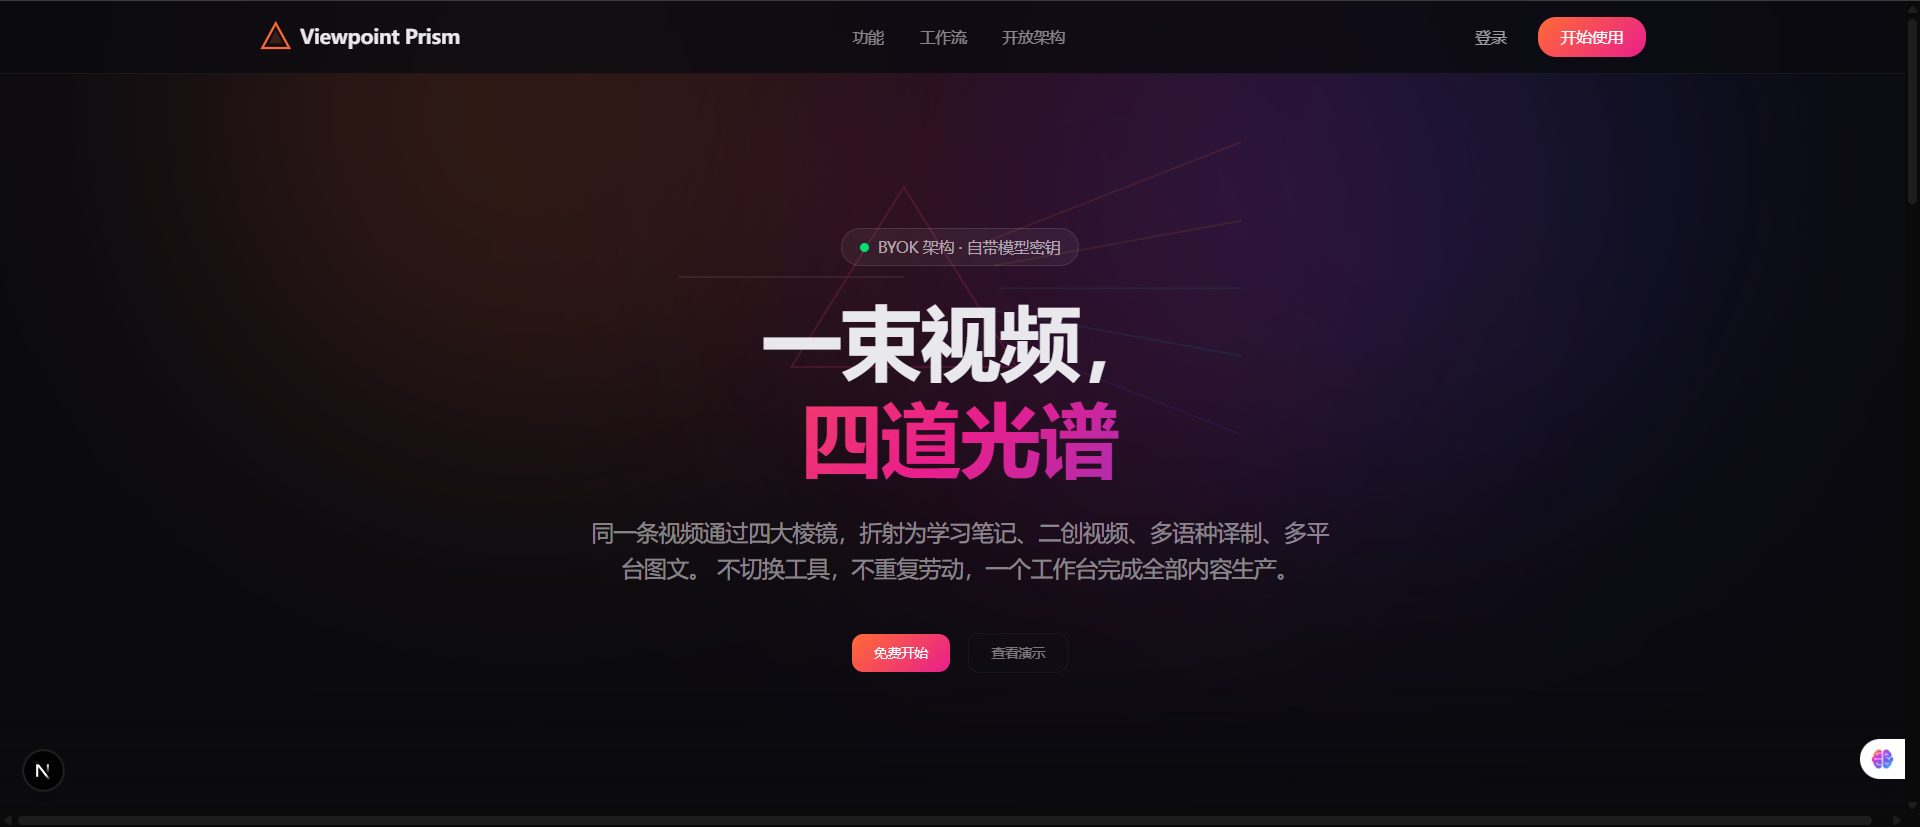 Viewpoint Prism
功能
工作流
开放架构
登录
开始使用
BYOK 架构 · 自带模型密钥
一束视频，
四道光谱
同一条视频通过四大棱镜，折射为学习笔记、二创视频、多语种译制、多平
台图文。 不切换工具，不重复劳动，一个工作台完成全部内容生产。
免费开始
查看演示
N